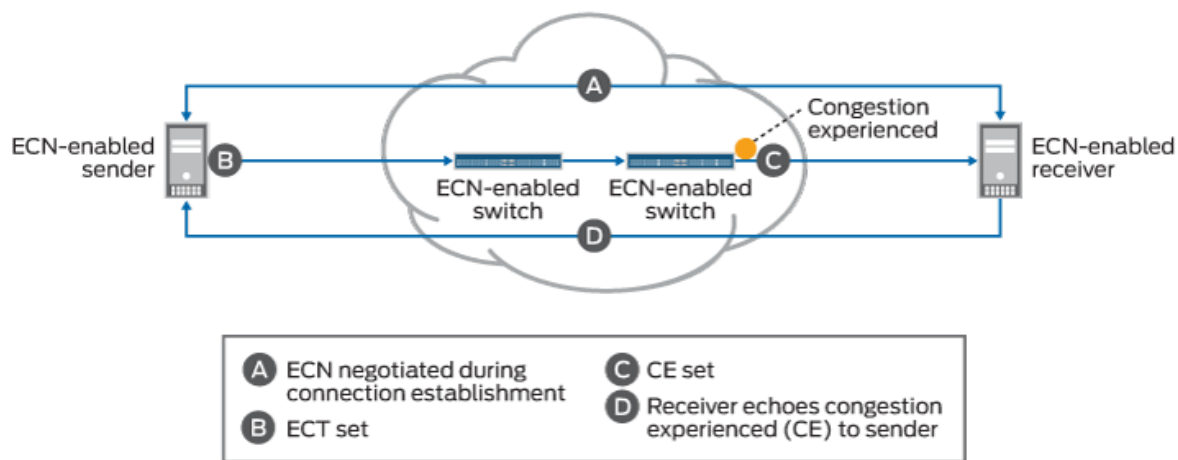 A
Congestion
experienced
ECN-enabled
sender
B
C
ECN-enabled
receiver
ECN-enabled
switch
ECN-enabled
switch
D
A ECN negotiated during
connection establishment
B ECT set
C CE set
D Receiver echoes congestion
experienced (CE) to sender